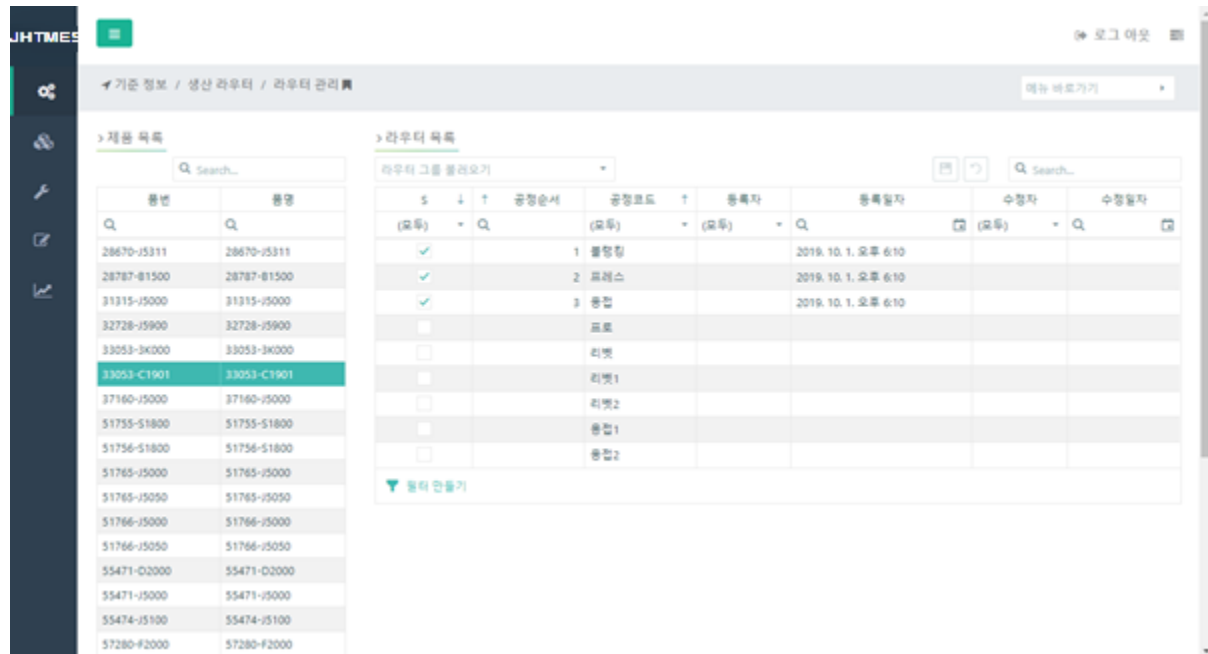 JHTMES
로그 아웃
기준 정보 / 생산 라우터 / 라우터 관리
메뉴 바로가기
제품 목록
라우터 목록
Search...
라우터 그룹 불러오기
Search...
품번 품명
S 공정순서 공정코드 등록자 등록일자 수정자 수정일자
(모두) (모두) (모두) (모두)
28670-J5311 28670-J5311 1 블랭킹 2019. 10. 1. 오후 6:10
28787-B1500 28787-B1500 2 프레스 2019. 10. 1. 오후 6:10
31315-J5000 31315-J5000 3 용접 2019. 10. 1. 오후 6:10
32728-J5900 32728-J5900 프로
33053-3K000 33053-3K000 리벳
33053-C1901 33053-C1901 리벳1
37160-J5000 37160-J5000 리벳2
51755-S1800 51755-S1800 용접1
51756-S1800 51756-S1800 용접2
51765-J5000 51765-J5000 필터 만들기
51765-J5050 51765-J5050
51766-J5000 51766-J5000
51766-J5050 51766-J5050
55471-D2000 55471-D2000
55471-J5000 55471-J5000
55474-J5100 55474-J5100
57280-F2000 57280-F2000